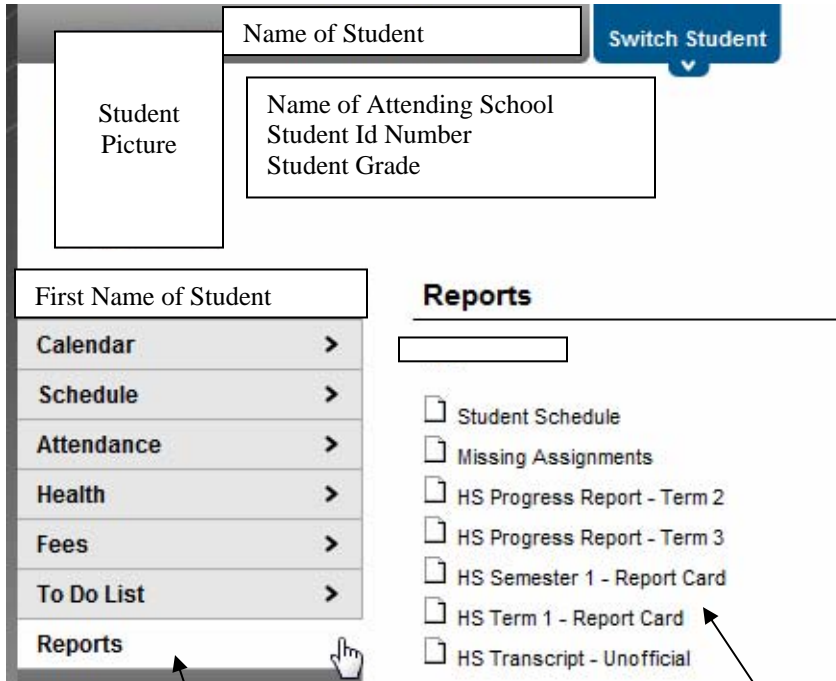 Name of Student
Switch Student
Student
Picture
Name of Attending School
Student Id Number
Student Grade
First Name of Student
Calendar
Schedule
Attendance
Health
Fees
To Do List
Reports
Reports
Student Schedule
Missing Assignments
HS Progress Report - Term 2
HS Progress Report - Term 3
HS Semester 1 - Report Card
HS Term 1 - Report Card
HS Transcript - Unofficial